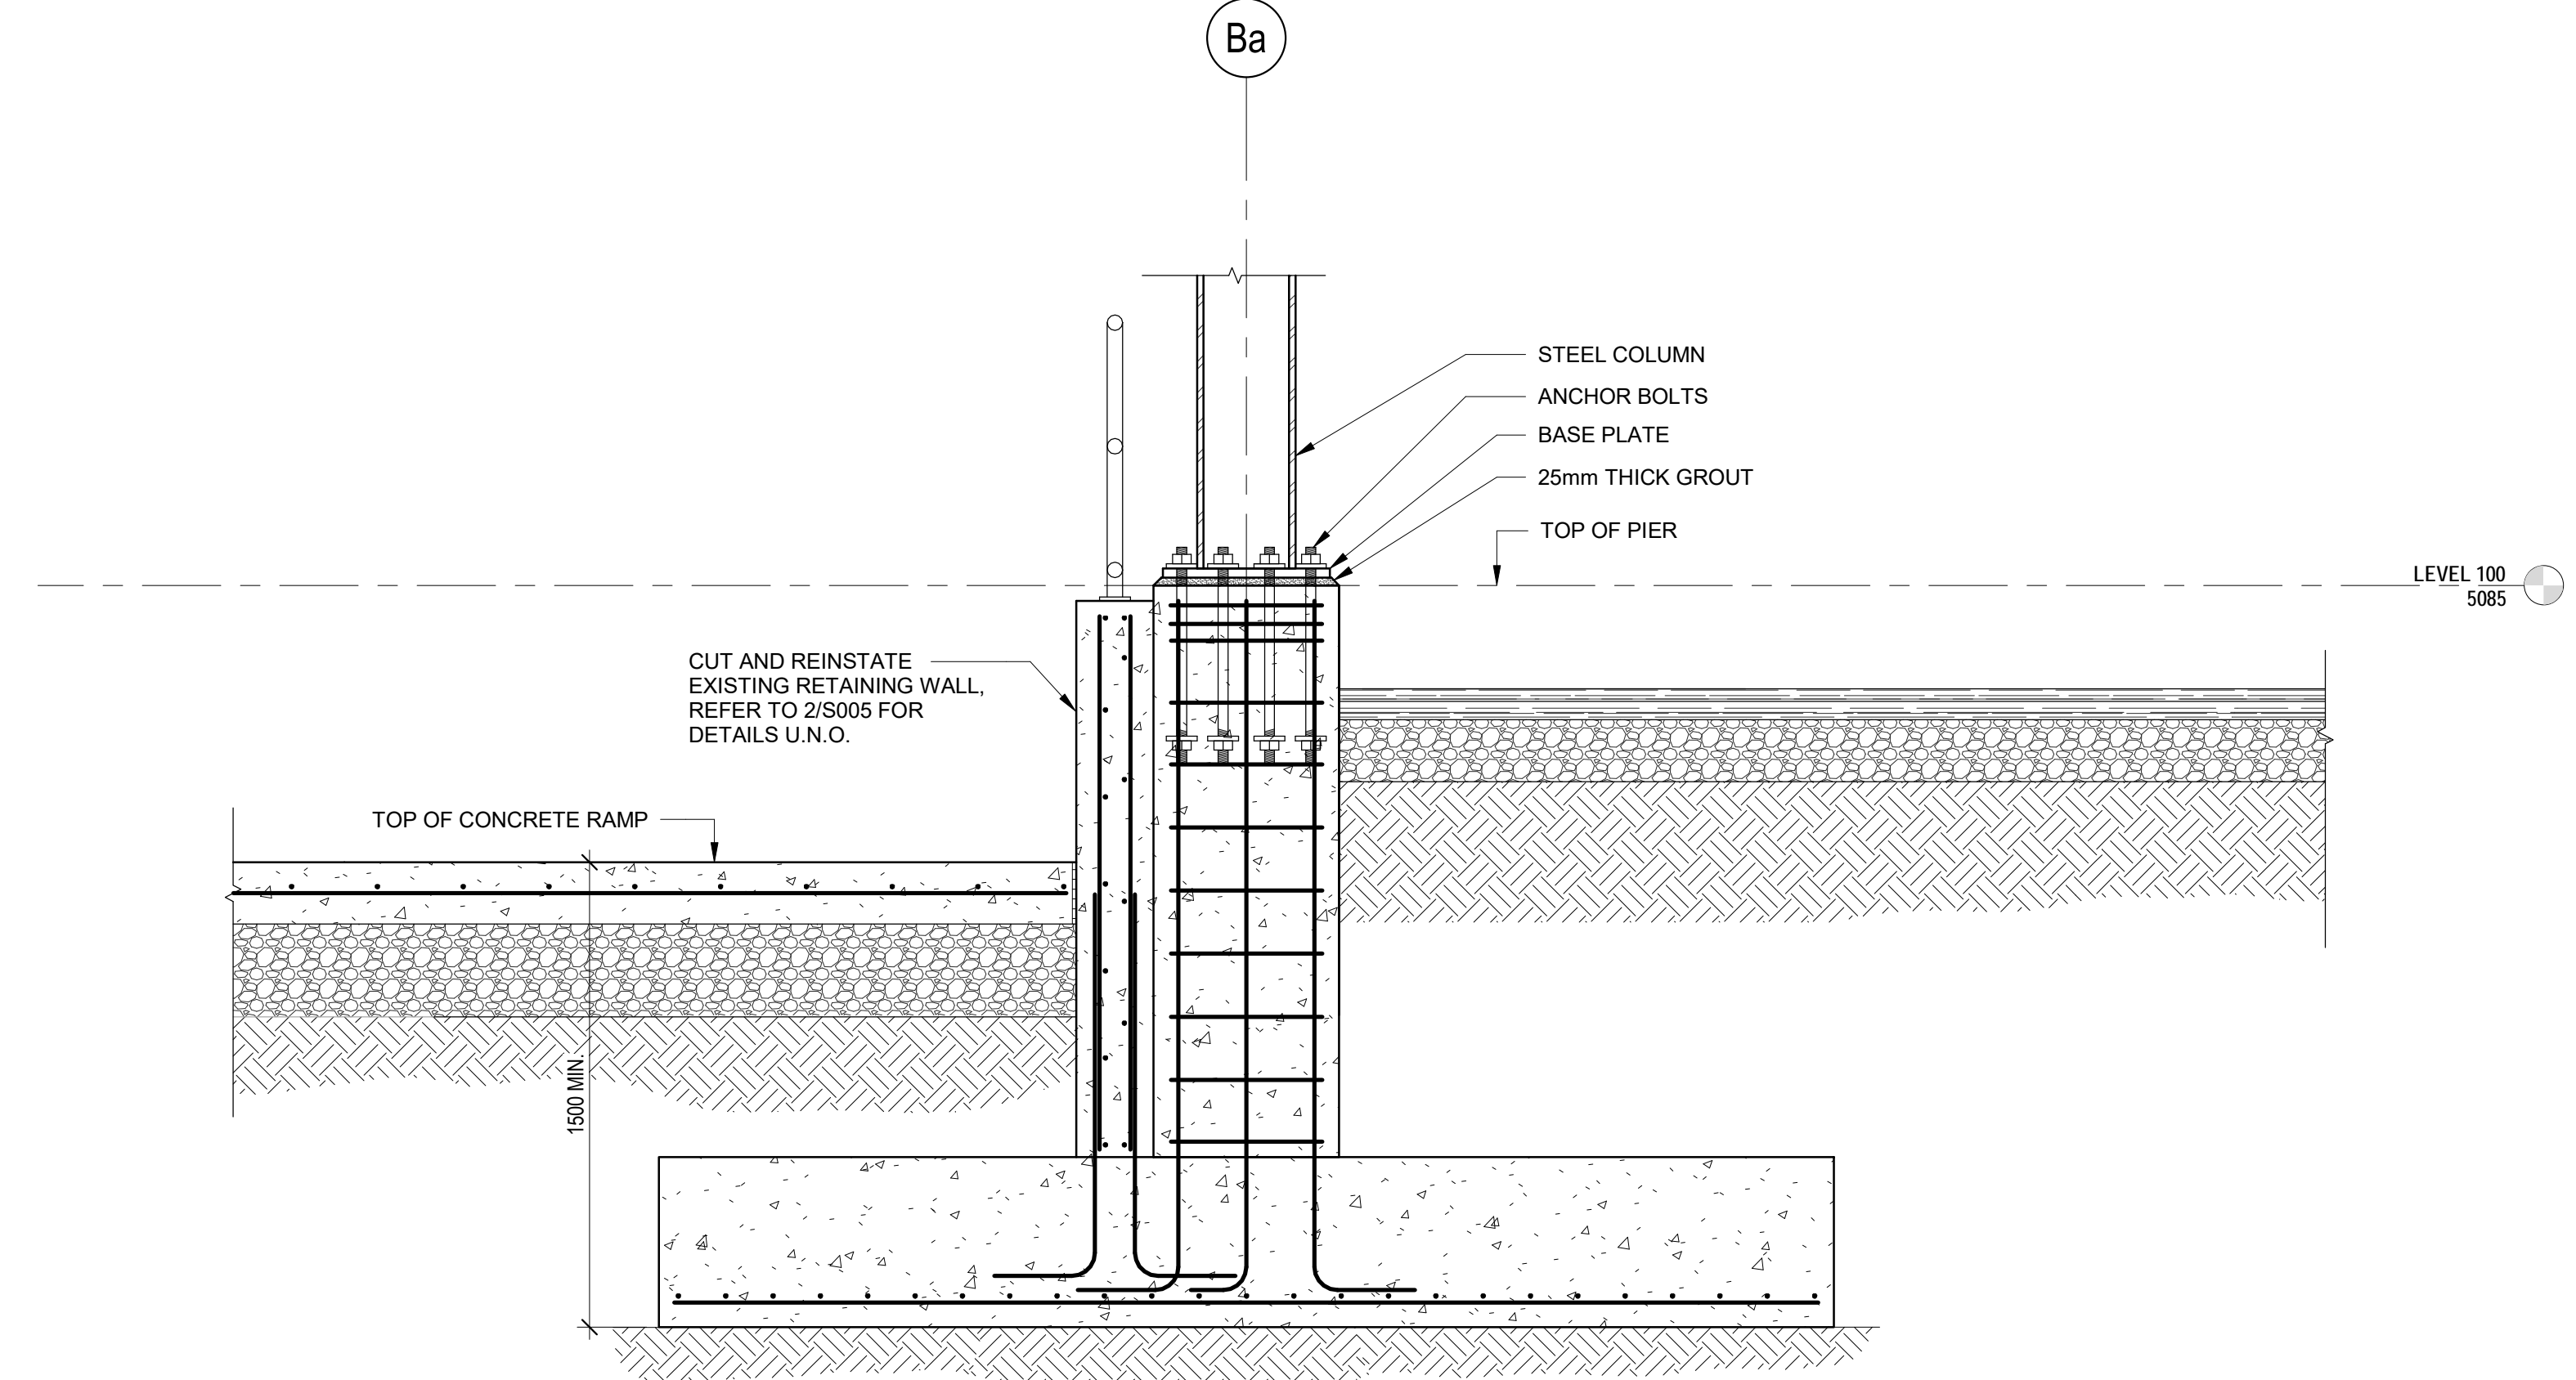 Ba
STEEL COLUMN
ANCHOR BOLTS
BASE PLATE
25mm THICK GROUT
TOP OF PIER
LEVEL 100
5085
CUT AND REINSTATE
EXISTING RETAINING WALL,
REFER TO 2/S005 FOR
DETAILS U.N.O.
TOP OF CONCRETE RAMP
1500 MIN.